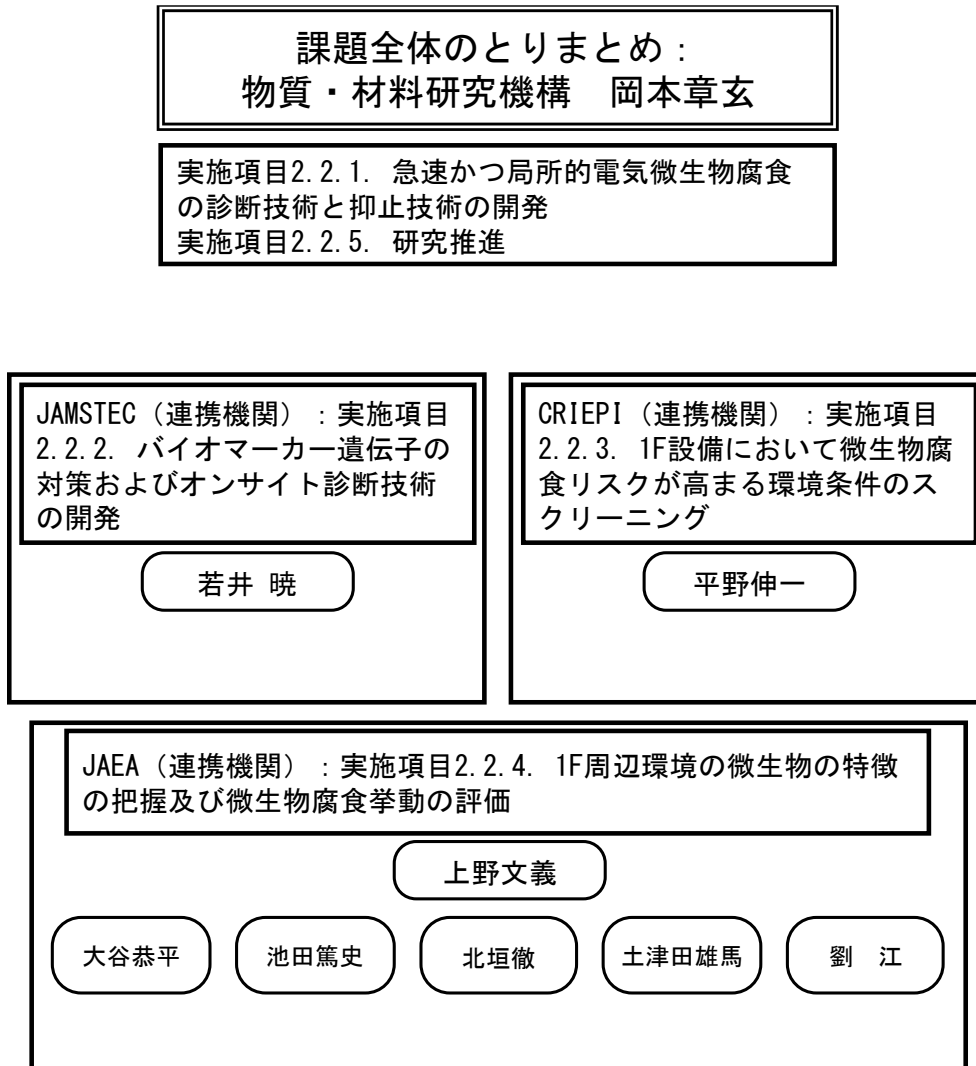 課題全体のとりまとめ：
物質・材料研究機構　岡本章玄
実施項目2.2.1. 急速かつ局所的電気微生物腐食
の診断技術と抑止技術の開発
実施項目2.2.5. 研究推進
JAMSTEC（連携機関）：実施項目
2.2.2. バイオマーカー遺伝子の
対策およびオンサイト診断技術
の開発
若井 暁
CRIEPI（連携機関）：実施項目
2.2.3. 1F設備において微生物腐
食リスクが高まる環境条件のス
クリーニング
平野伸一
JAEA（連携機関）：実施項目2.2.4. 1F周辺環境の微生物の特徴
の把握及び微生物腐食挙動の評価
上野文義
大谷恭平
池田篤史
北垣徹
土津田雄馬
劉　江